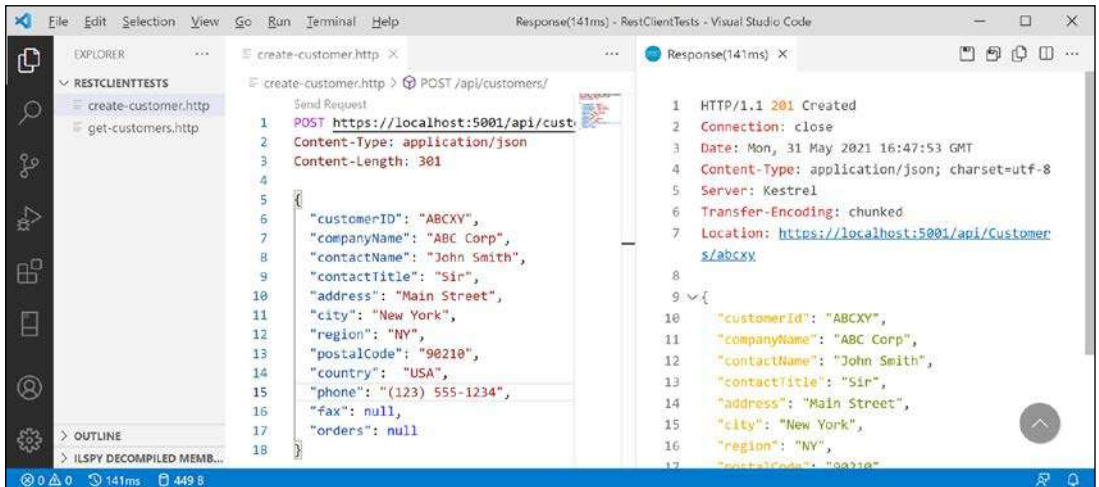 File Edit Selection View Go Run Terminal Help
Response(141ms) - RestClientTests - Visual Studio Code
EXPLORER ...
RESTCLIENTTESTS
create-customer.http
get-customers.http
OUTLINE
ILSPY DECOMPILED MEMB...
create-customer.http ...
create-customer.http > POST /api/customers/
Send Request
1 POST https://localhost:5001/api/cust
2 Content-Type: application/json
3 Content-Length: 301
4
5 {
6 "customerID": "ABCXY",
7 "companyName": "ABC Corp",
8 "contactName": "John Smith",
9 "contactTitle": "Sir",
10 "address": "Main Street",
11 "city": "New York",
12 "region": "NY",
13 "postalCode": "90210",
14 "country":  "USA",
15 "phone": "(123) 555-1234",
16 "fax": null,
17 "orders": null
18 }
Response(141ms) ...
1 HTTP/1.1 201 Created
2 Connection: close
3 Date: Mon, 31 May 2021 16:47:53 GMT
4 Content-Type: application/json; charset=utf-8
5 Server: Kestrel
6 Transfer-Encoding: chunked
7 Location: https://localhost:5001/api/Customer
s/abcxy
8
9 {
10 "customerId": "ABCXY",
11 "companyName": "ABC Corp",
12 "contactName": "John Smith",
13 "contactTitle": "Sir",
14 "address": "Main Street",
15 "city": "New York",
16 "region": "NY",
17 "postalCode": "90210"
0 0 141ms 449 B